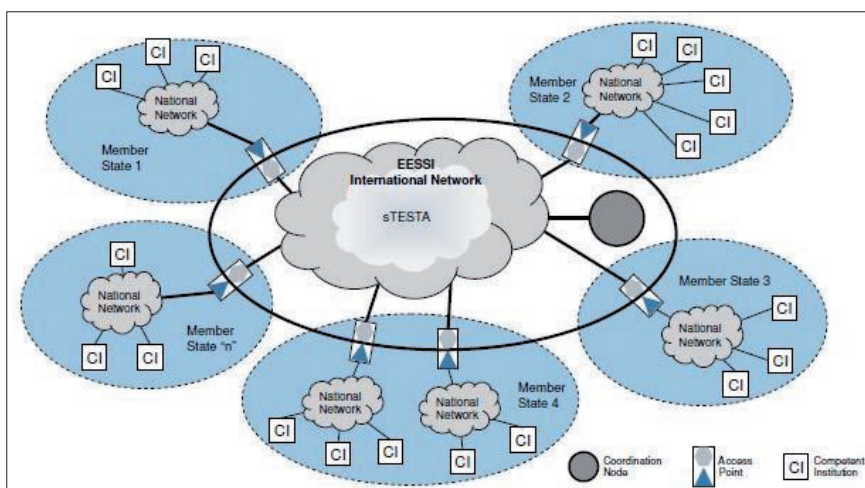 CI
CI
CI
National
Network
Member
State 1
Member
State 2
National
Network
CI
CI
CI
CI
CI
EESSI
International Network
sTESTA
CI
National
Network
CI
CI
Member
State "n"
Member State 3
National
Network
CI
CI
CI
National
Network
CI
CI
CI
National
Network
CI
CI
Member
State 4
Coordination
Node
Access
Point
CI
Competent
Institution